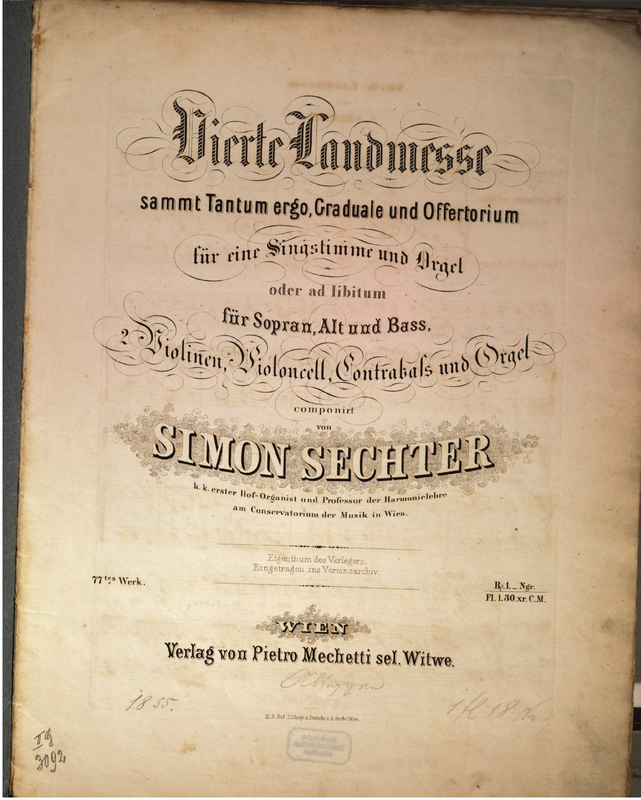 Vierte Landmesse
sammt Tantum ergo, Graduale und Offertorium
für eine Singstimme und Orgel
oder ad libitum
für Sopran, Alt und Bass,
2 Violinen, Violoncell, Contrabaſs und Orgel
componirt
von
SIMON SECHTER
k. k. erster Hof-Organist und Professor der Harmonielehre
am Conservatorium der Musik in Wien.
Eigenthum des Verlegers.
Eingetragen ins Vereinsarchiv.
77tes Werk.
1._ Ngr.
Fl. 1.30 xr. C.M.
WIEN
Verlag von Pietro Mechetti sel. Witwe.
1855.
3092